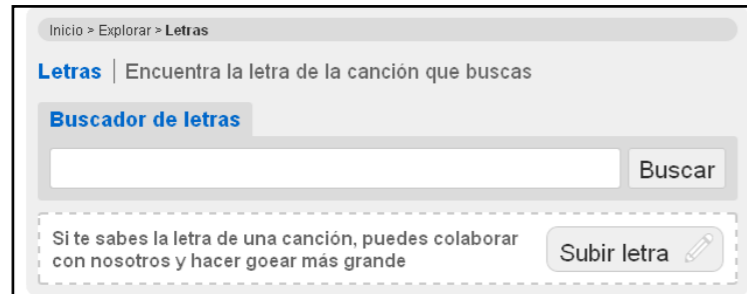 Inicio > Explorar > Letras
Letras | Encuentra la letra de la canción que buscas
Buscador de letras
Buscar
Si te sabes la letra de una canción, puedes colaborar
con nosotros y hacer goear más grande
Subir letra